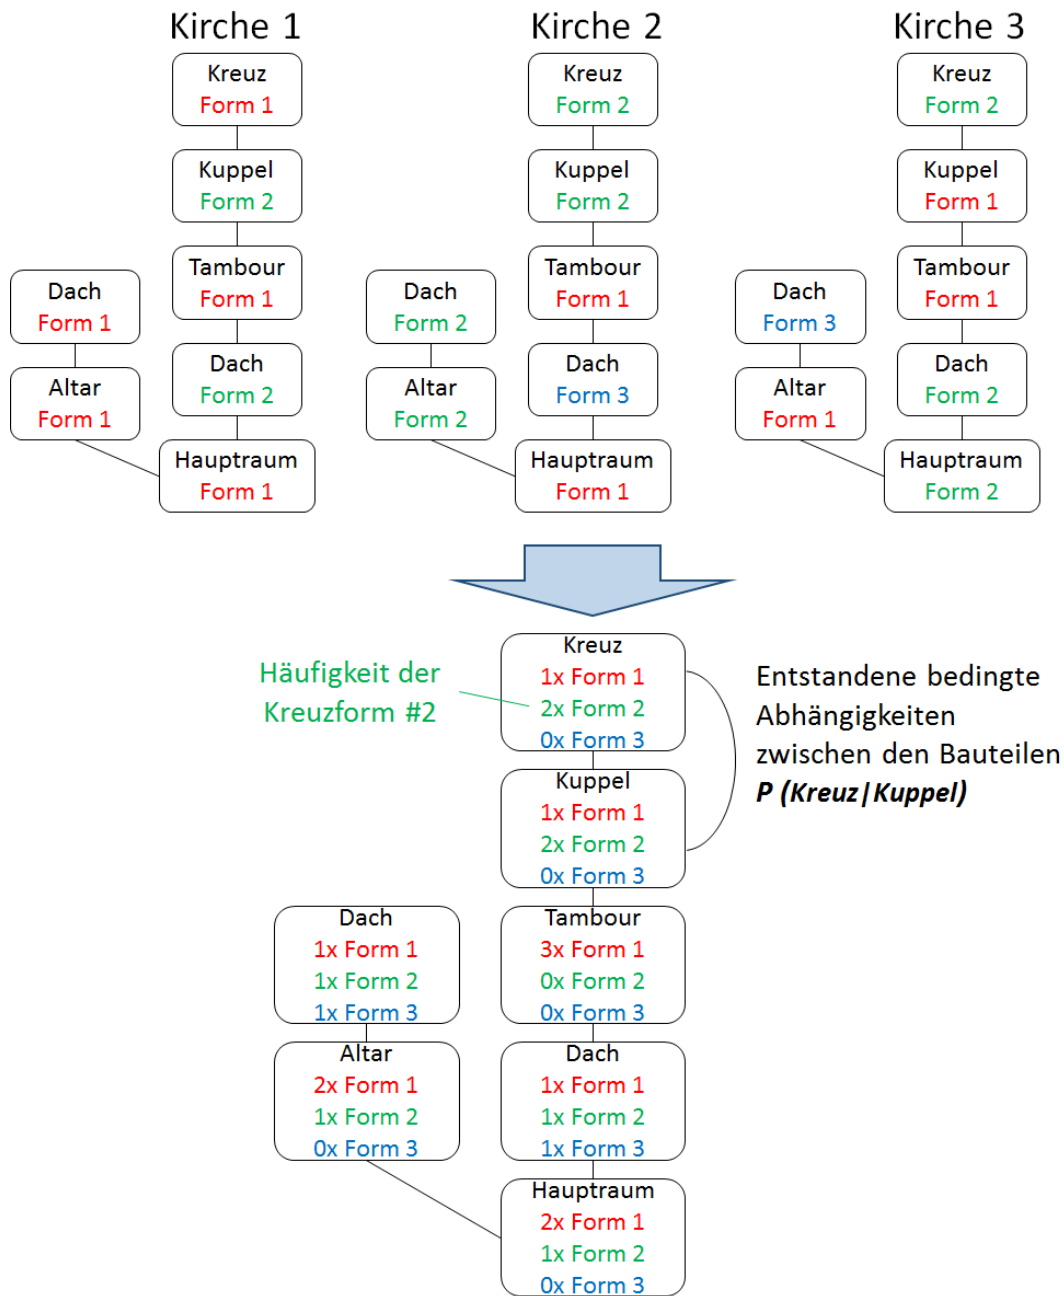 Kirche 1
Kreuz
Form 1
Kuppel
Form 2
Tambour
Form 1
Dach
Form 1
Dach
Form 2
Altar
Form 1
Hauptraum
Form 1
Kirche 2
Kreuz
Form 2
Kuppel
Form 2
Tambour
Form 1
Dach
Form 2
Dach
Form 3
Altar
Form 2
Hauptraum
Form 1
Kirche 3
Kreuz
Form 2
Kuppel
Form 1
Tambour
Form 1
Dach
Form 3
Dach
Form 2
Altar
Form 1
Hauptraum
Form 2
Häufigkeit der
Kreuzform #2
Kreuz
1x Form 1
2x Form 2
0x Form 3
Entstandene bedingte
Abhängigkeiten
zwischen den Bauteilen
P (Kreuz|Kuppel)
Kuppel
1x Form 1
2x Form 2
0x Form 3
Dach
1x Form 1
1x Form 2
1x Form 3
Tambour
3x Form 1
0x Form 2
0x Form 3
Altar
2x Form 1
1x Form 2
0x Form 3
Dach
1x Form 1
1x Form 2
1x Form 3
Hauptraum
2x Form 1
1x Form 2
0x Form 3